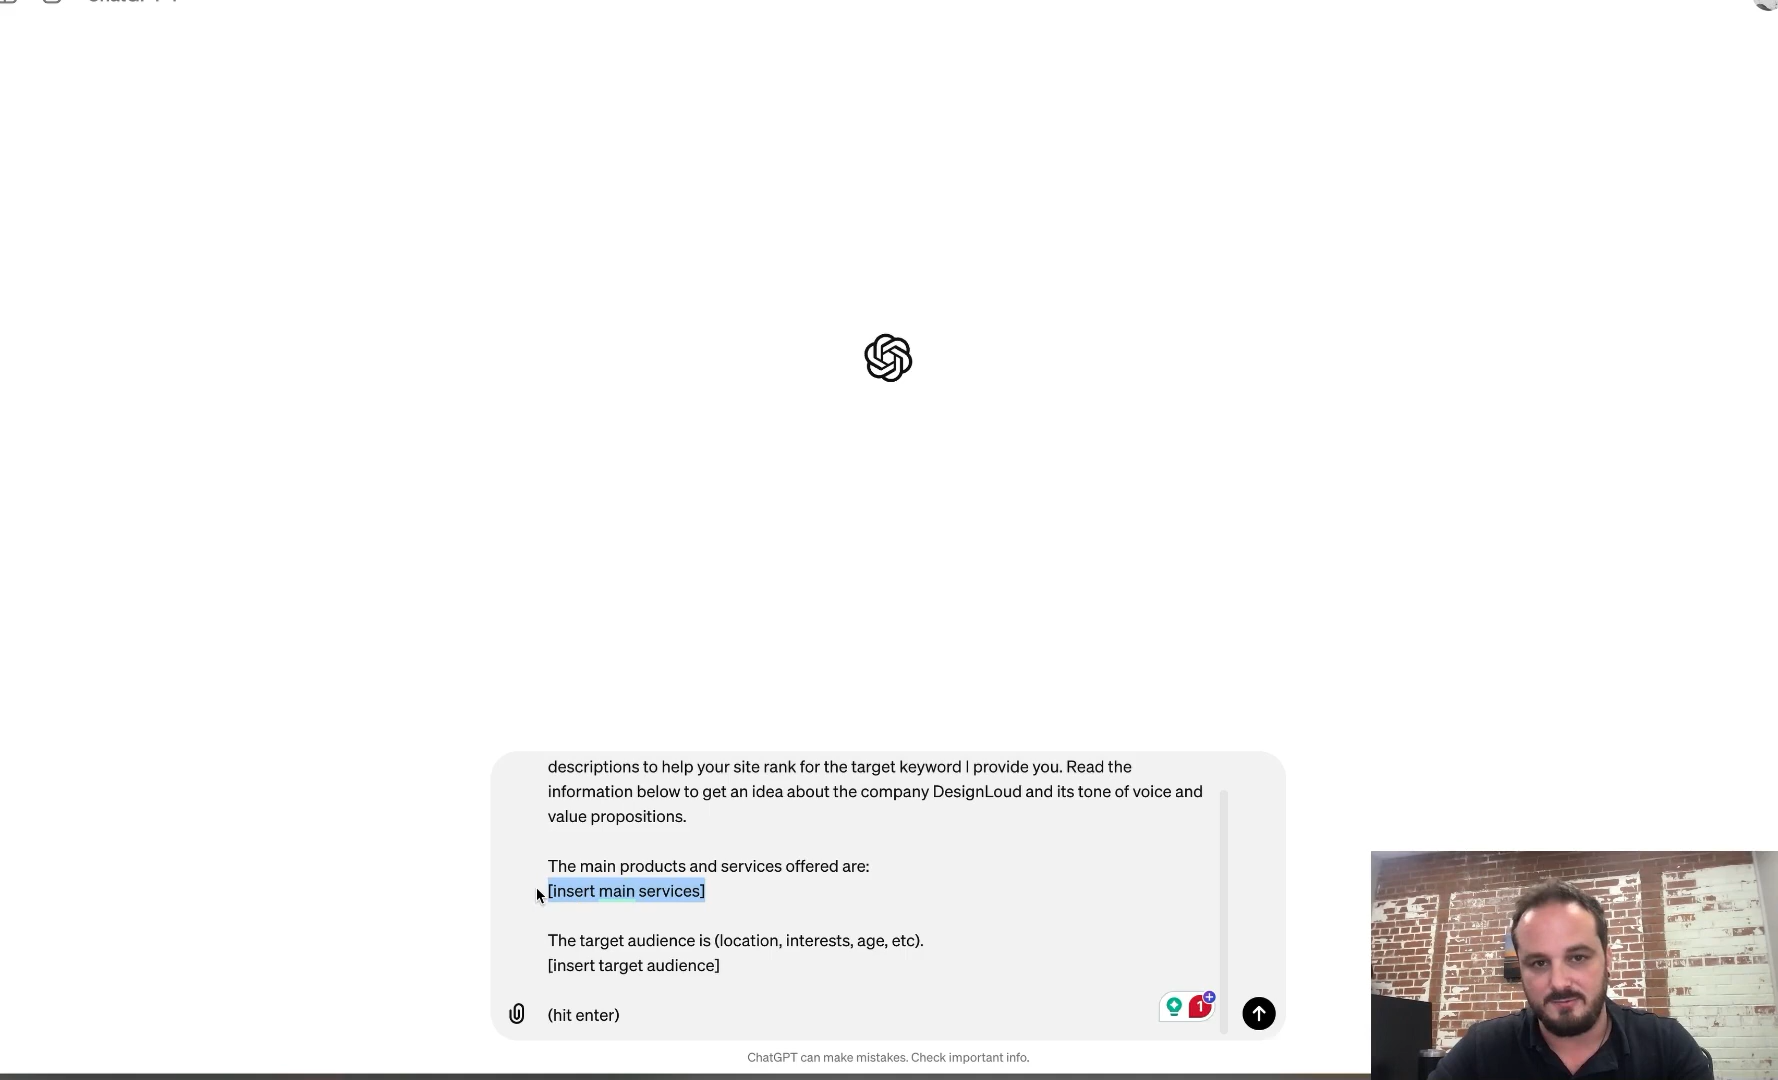 descriptions to help your site rank for the target keyword I provide you. Read the
information below to get an idea about the company DesignLoud and its tone of voice and
value propositions.
The main products and services offered are:
[insert main services]
The target audience is (location, interests, age, etc).
[insert target audience]
(hit enter)
1
ChatGPT can make mistakes. Check important info.